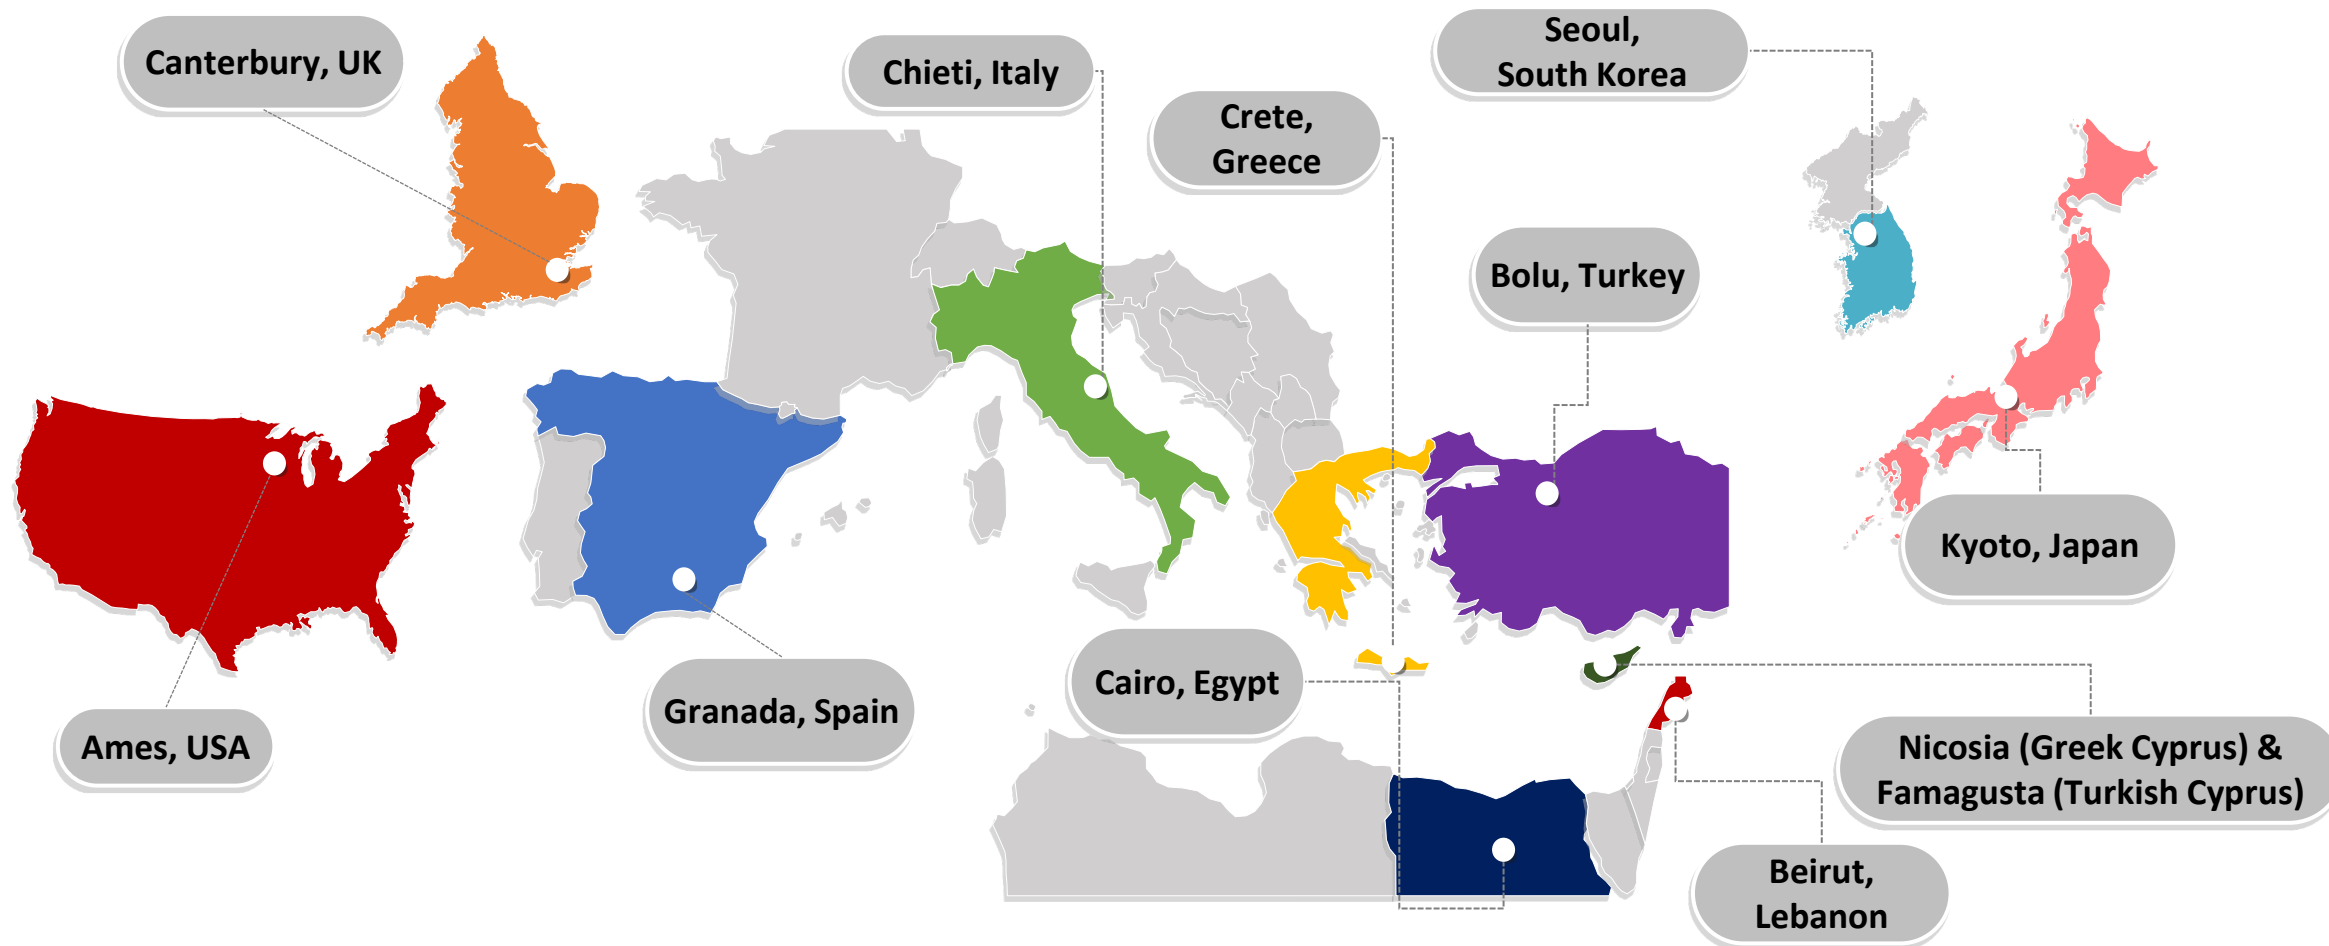 Canterbury, UK
Chieti, Italy
Seoul,
South Korea
Crete,
Greece
Bolu, Turkey
Kyoto, Japan
Cairo, Egypt
Granada, Spain
Ames, USA
Nicosia (Greek Cyprus) &
Famagusta (Turkish Cyprus)
Beirut,
Lebanon